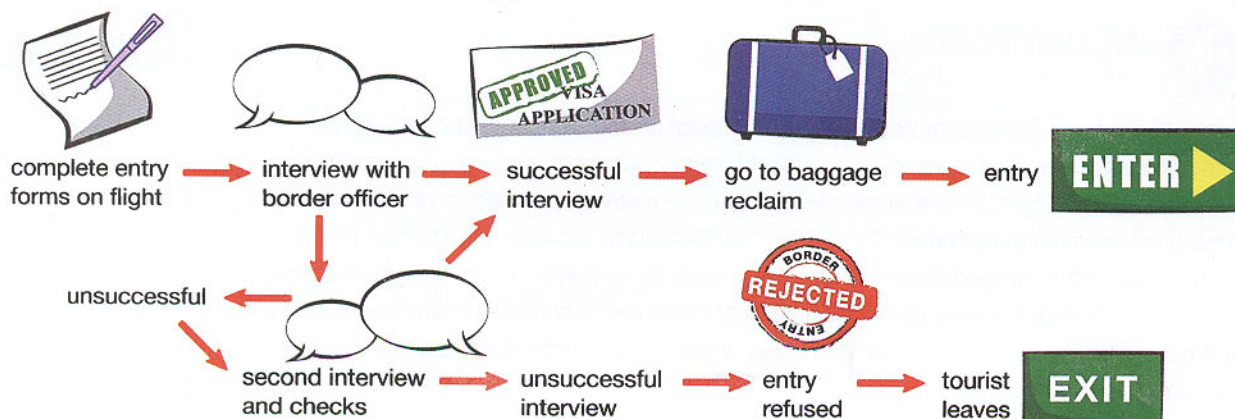 APPROVED
VISA
APPLICATION
complete entry
forms on flight
interview with
border officer
successful
interview
go to baggage
reclaim
entry
ENTER
unsuccessful
BORDER
REJECTED
ENTRY
second interview
and checks
unsuccessful
interview
entry
refused
tourist
leaves
EXIT